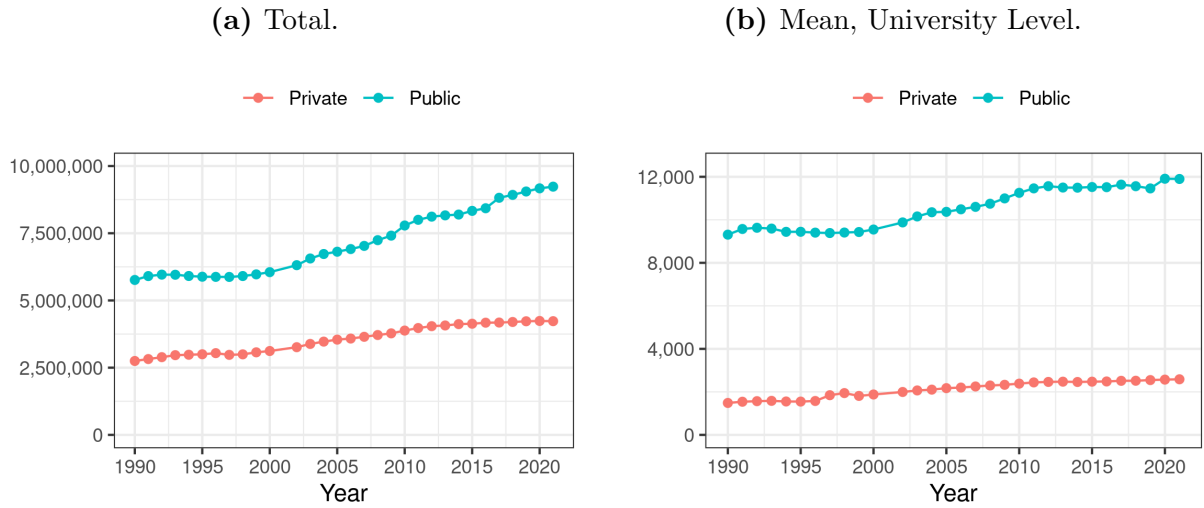 (a) Total.
Private Public
10,000,000
7,500,000
5,000,000
2,500,000
0
1990 1995 2000 2005 2010 2015 2020
Year
(b) Mean, University Level.
Private Public
12,000
8,000
4,000
0
1990 1995 2000 2005 2010 2015 2020
Year